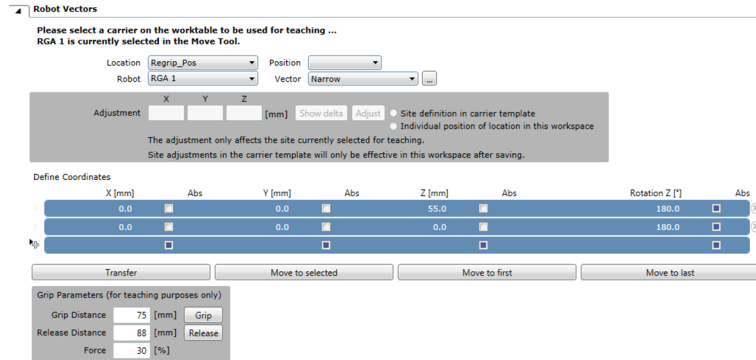 Robot Vectors
Please select a carrier on the worktable to be used for teaching ...
RGA 1 is currently selected in the Move Tool.
Location Regrip_Pos Position
Robot RGA 1 Vector Narrow ...
X Y Z
Adjustment [mm] Show delta Adjust Site definition in carrier template
Individual position of location in this workspace
The adjustment only affects the site currently selected for teaching.
Site adjustments in the carrier template will only be effective in this workspace after saving.
Define Coordinates
X [mm] Abs Y [mm] Abs Z [mm] Abs Rotation Z [°] Abs
0.0 0.0 55.0 180.0
0.0 0.0 0.0 180.0
Transfer Move to selected Move to first Move to last
Grip Parameters (for teaching purposes only)
Grip Distance 75 [mm] Grip
Release Distance 88 [mm] Release
Force 30 [%]